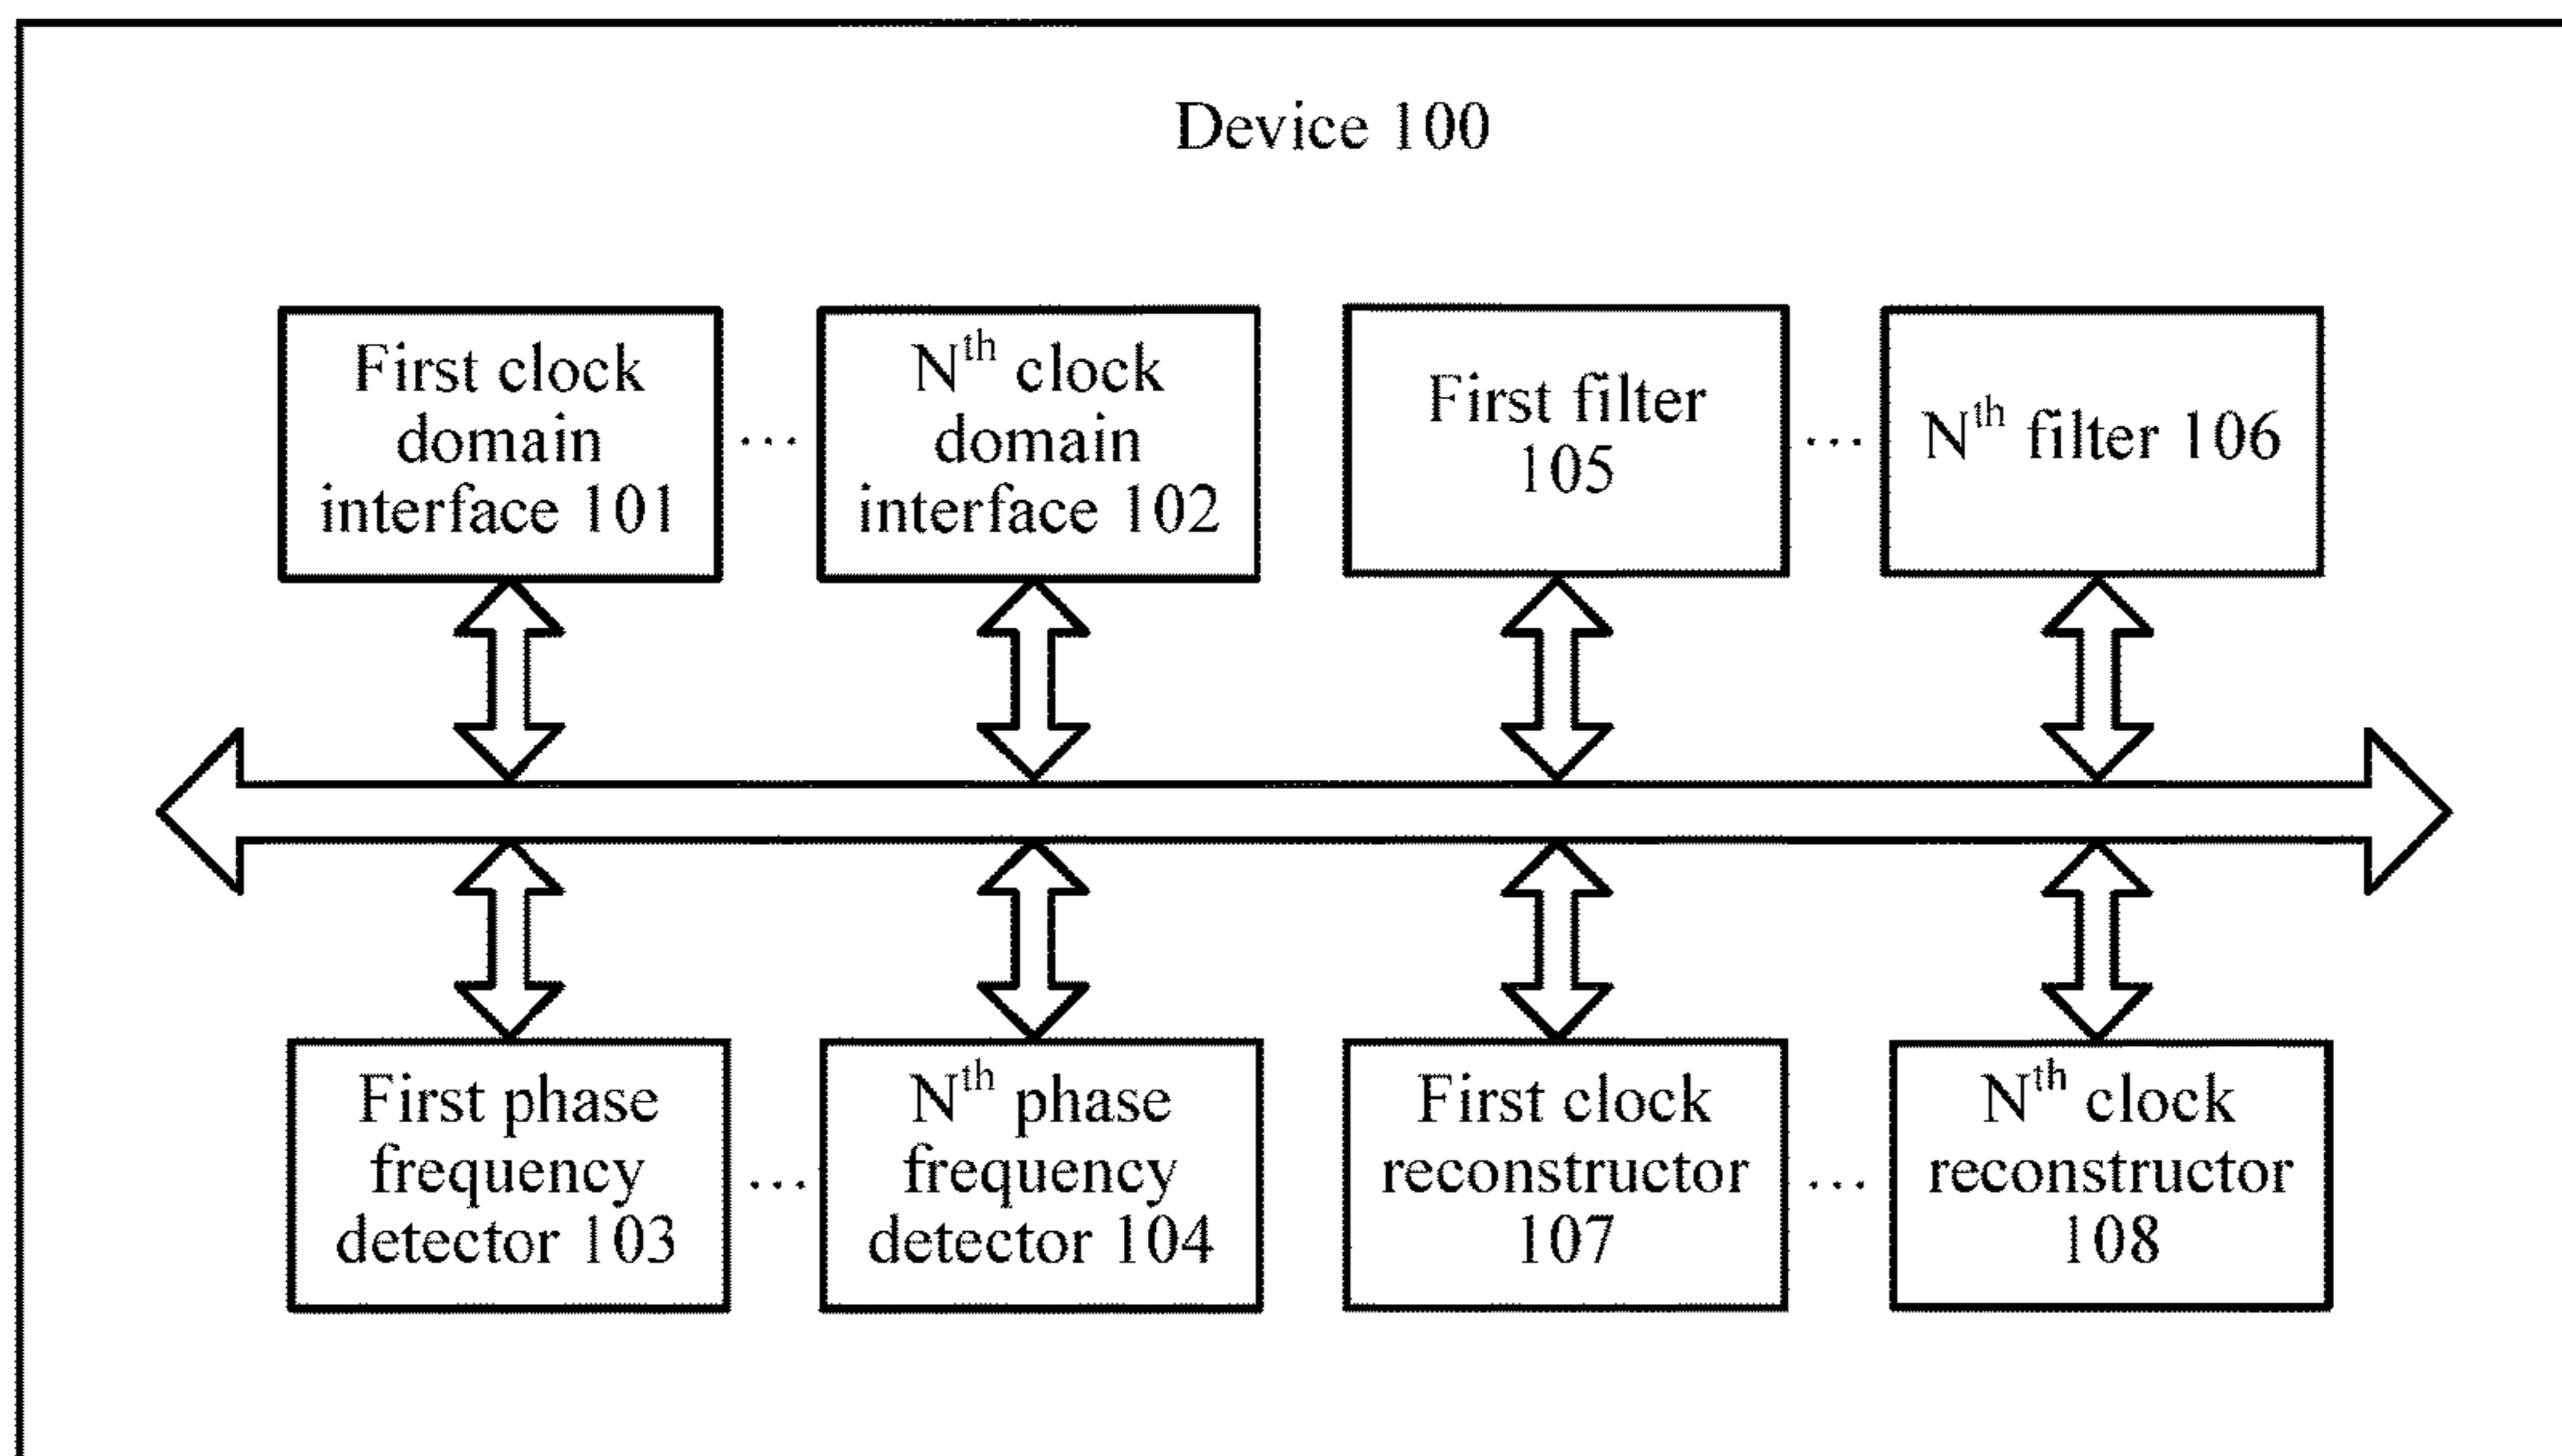 Device 100
First clock
domain
interface 101
...
Nth clock
domain
interface 102
First filter
105
...
Nth filter 106
First phase
frequency
detector 103
...
Nth phase
frequency
detector 104
First clock
reconstructor
107
...
Nth clock
reconstructor
108